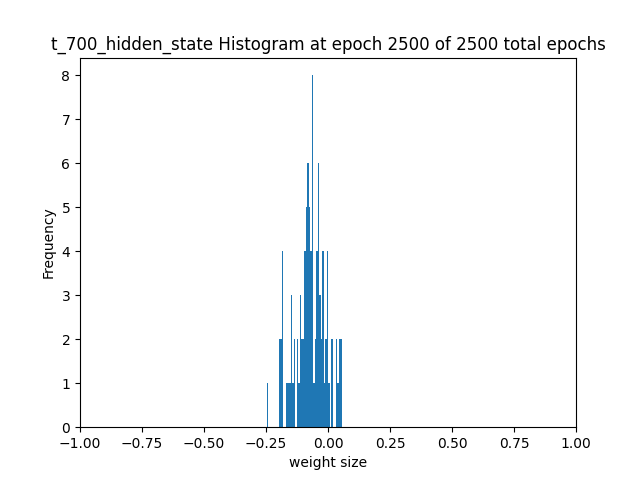 t_700_hidden_state Histogram at epoch 2500 of 2500 total epochs
8
7
6
5
4
3
2
1
0
Frequency
−1.00 −0.75 −0.50 −0.25 0.00 0.25 0.50 0.75 1.00
weight size